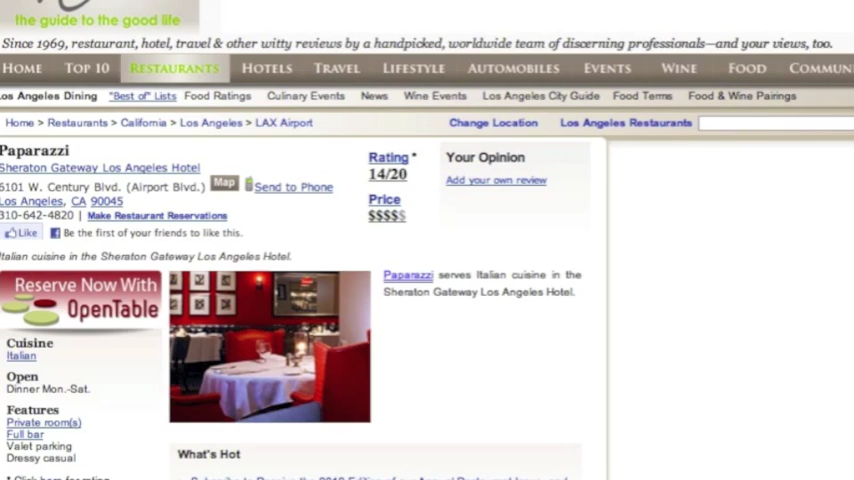 the guide to the good life
Since 1969, restaurant, hotel, travel & other witty reviews by a handpicked, worldwide team of discerning professionals—and your views, too.
HOME TOP 10 RESTAURANTS HOTELS TRAVEL LIFESTYLE AUTOMOBILES EVENTS WINE FOOD COMMUN
os Angeles Dining "Best of" Lists Food Ratings Culinary Events News Wine Events Los Angeles City Guide Food Terms Food & Wine Pairings
Home > Restaurants > California > Los Angeles > LAX Airport Change Location Los Angeles Restaurants
Paparazzi
Sheraton Gateway Los Angeles Hotel
6101 W. Century Blvd. (Airport Blvd.) Map Send to Phone
Los Angeles, CA 90045
310-642-4820 | Make Restaurant Reservations
Like Be the first of your friends to like this.
Rating *
14/20
Price
$$$$$
Your Opinion
Add your own review
Italian cuisine in the Sheraton Gateway Los Angeles Hotel.
Reserve Now With
OpenTable
Paparazzi serves Italian cuisine in the
Sheraton Gateway Los Angeles Hotel.
Cuisine
Italian
Open
Dinner Mon.-Sat.
Features
Private room(s)
Full bar
Valet parking
Dressy casual
What's Hot